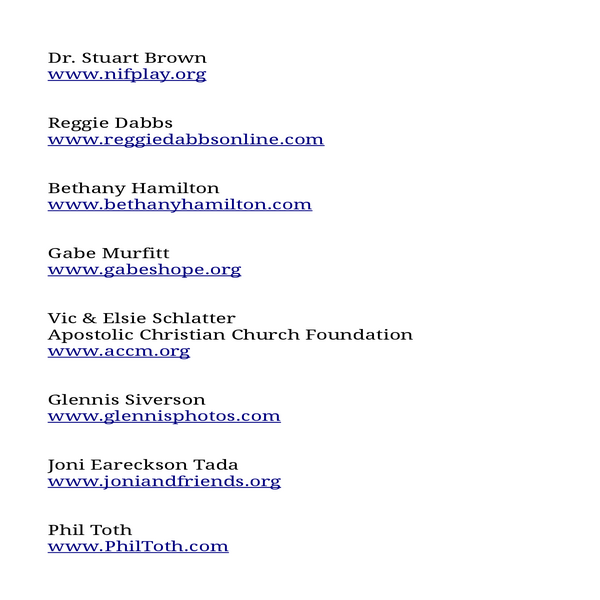 Dr. Stuart Brown
www.nifplay.org
Reggie Dabbs
www.reggiedabbsonline.com
Bethany Hamilton
www.bethanyhamilton.com
Gabe Murfitt
www.gabeshope.org
Vic & Elsie Schlatter
Apostolic Christian Church Foundation
www.accm.org
Glennis Siverson
www.glennisphotos.com
Joni Eareckson Tada
www.joniandfriends.org
Phil Toth
www.PhilToth.com